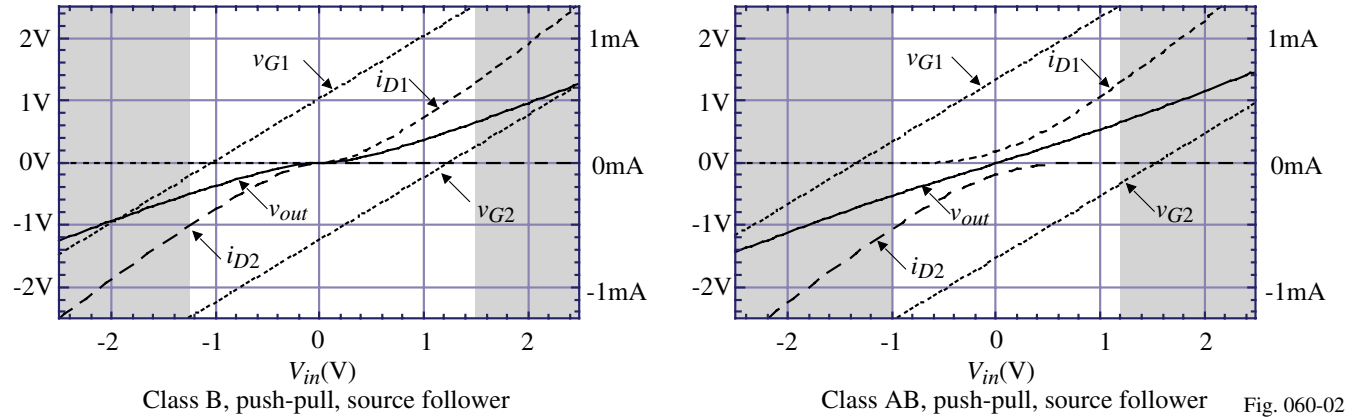 2V
1V
0V
-1V
-2V
1mA
0mA
-1mA
vG1
iD1
vout
vG2
iD2
-2 -1 0 1 2
Vin(V)
Class B, push-pull, source follower
2V
1V
0V
-1V
-2V
1mA
0mA
-1mA
vG1
iD1
vout
vG2
iD2
-2 -1 0 1 2
Vin(V)
Class AB, push-pull, source follower
Fig. 060-02